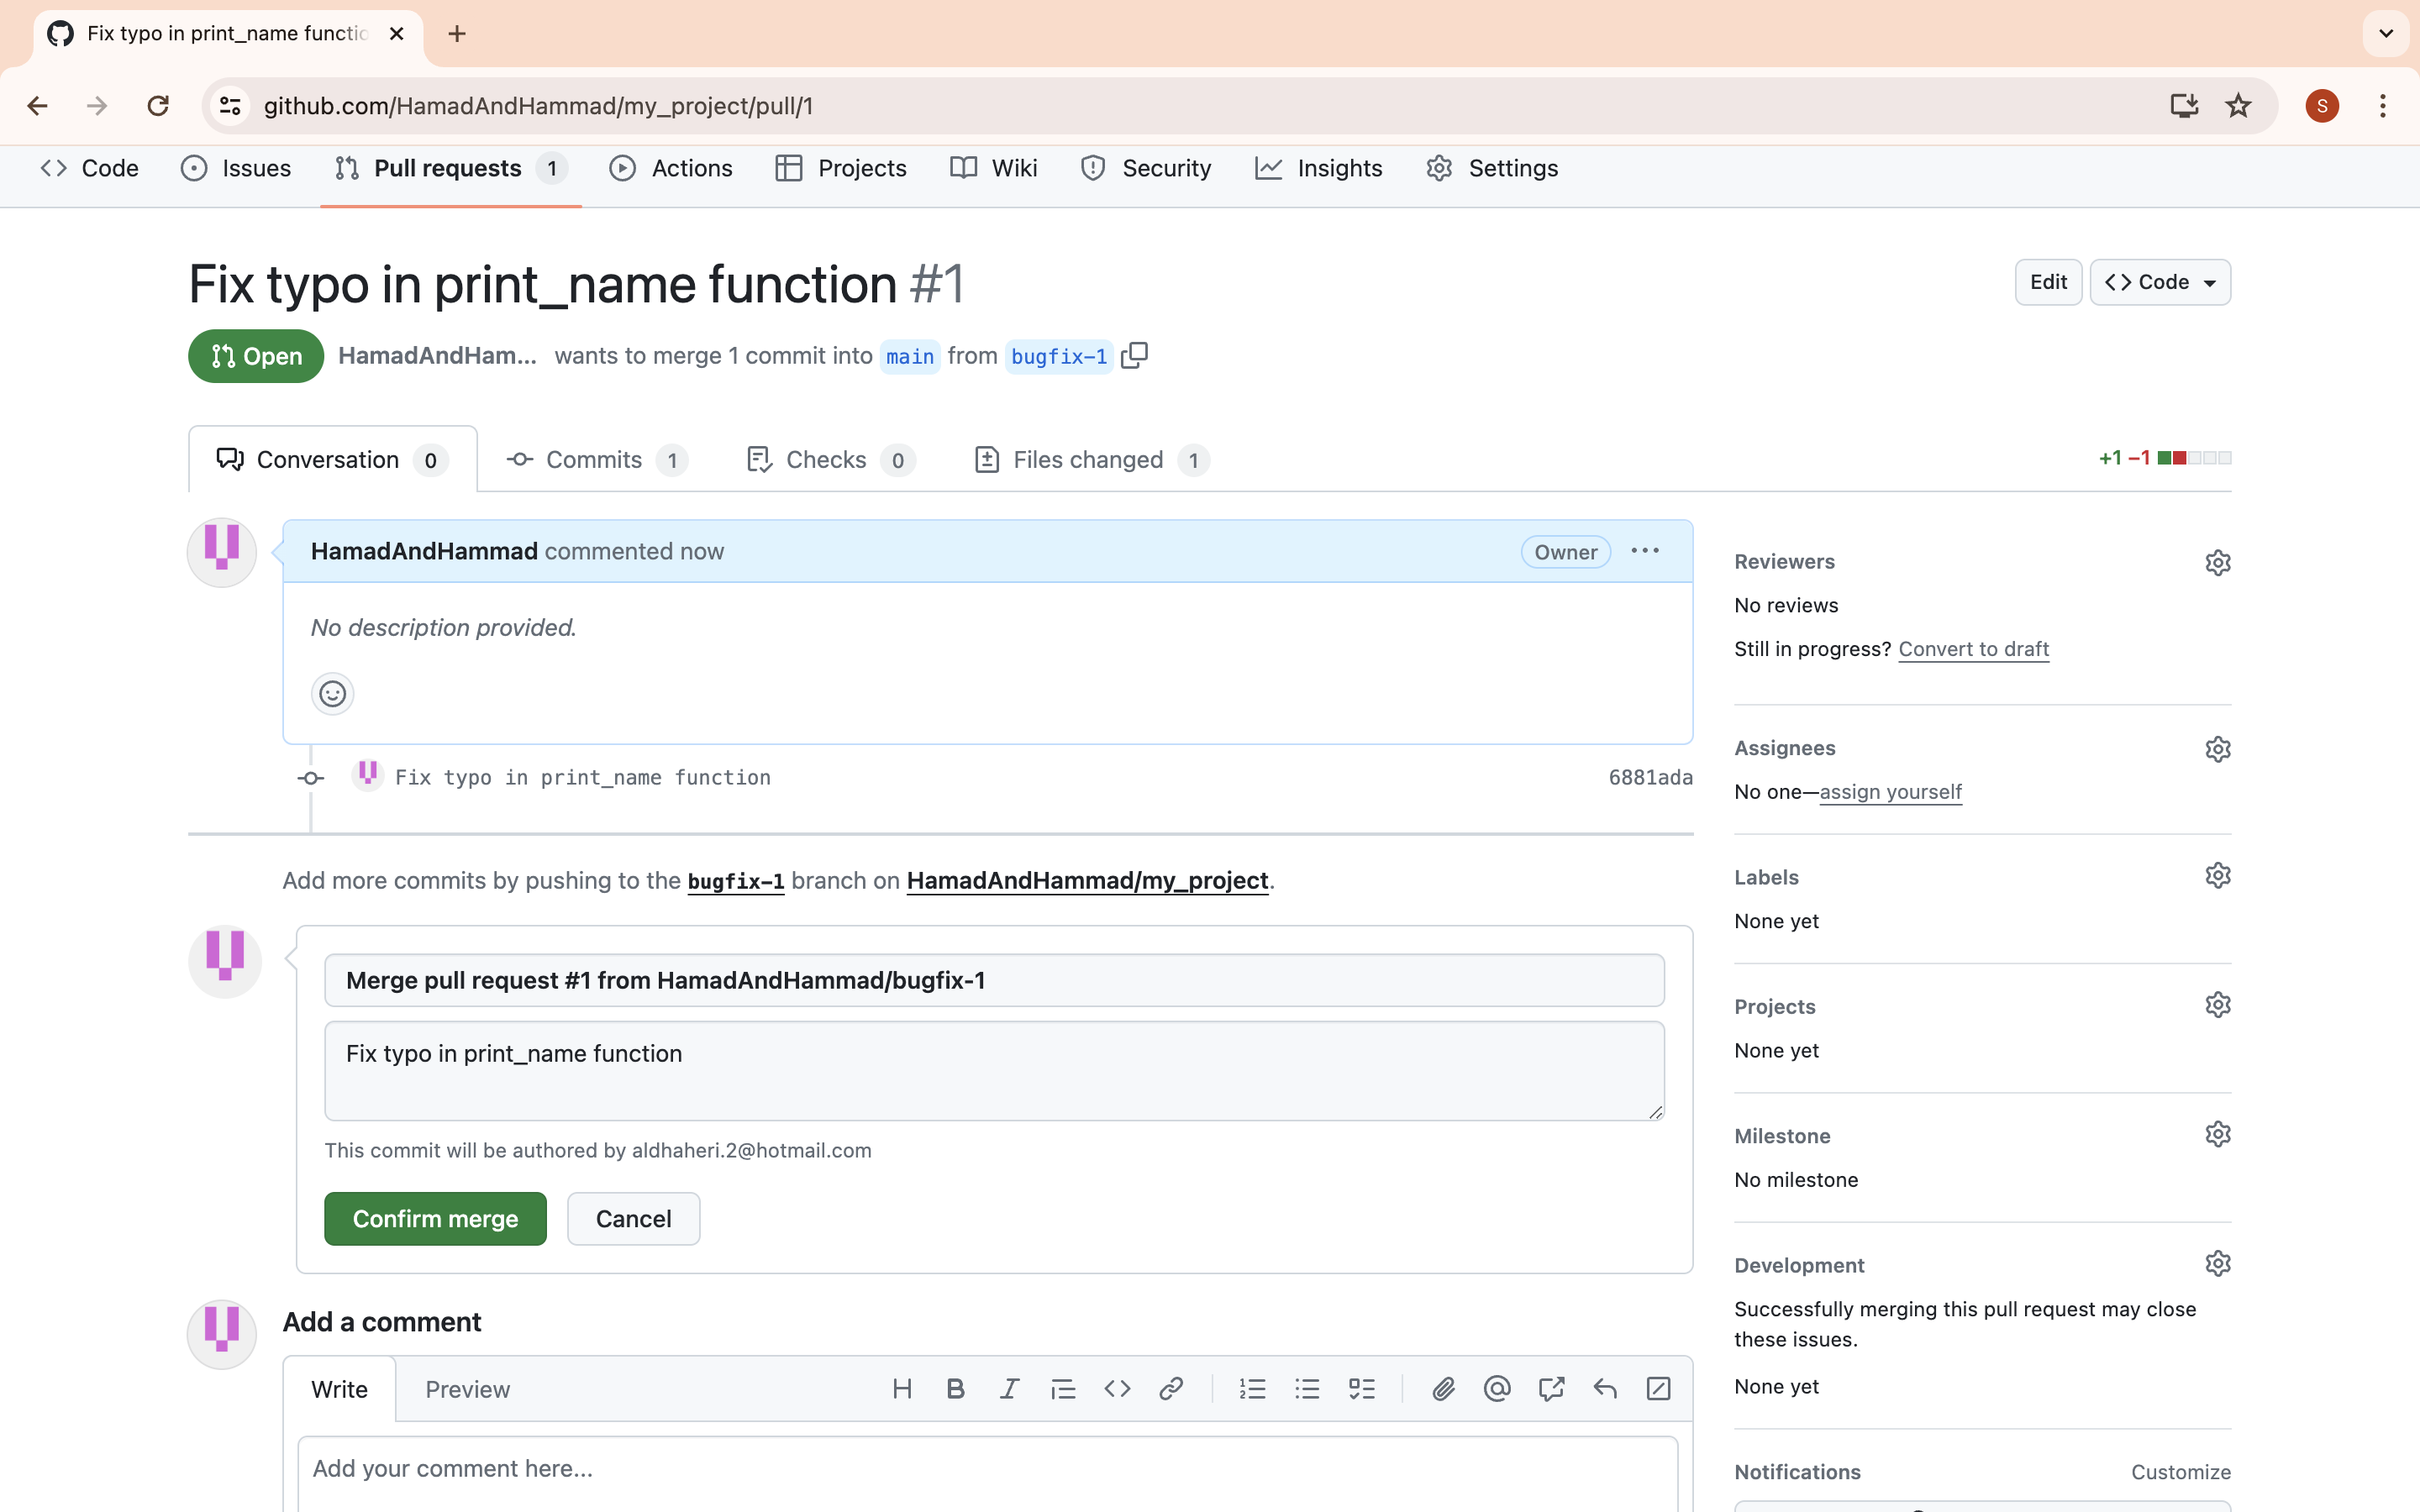 Fix typo in print_name functio
S
github.com/HamadAndHammad/my_project/pull/1
Code
Issues
Pull requests 1
Actions
Projects
Wiki
Security
Insights
Settings
Fix typo in print_name function #1
Edit
Code
Open
HamadAndHam... wants to merge 1 commit into main from bugfix-1
Conversation 0
Commits 1
Checks 0
Files changed 1
+1 −1
HamadAndHammad commented now
Owner
No description provided.
Fix typo in print_name function
6881ada
Add more commits by pushing to the bugfix-1 branch on HamadAndHammad/my_project.
Merge pull request #1 from HamadAndHammad/bugfix-1
Fix typo in print_name function
This commit will be authored by aldhaheri.2@hotmail.com
Confirm merge
Cancel
Add a comment
Write
Preview
Add your comment here...
Reviewers
No reviews
Still in progress? Convert to draft
Assignees
No one—assign yourself
Labels
None yet
Projects
None yet
Milestone
No milestone
Development
Successfully merging this pull request may close
these issues.
None yet
Notifications
Customize